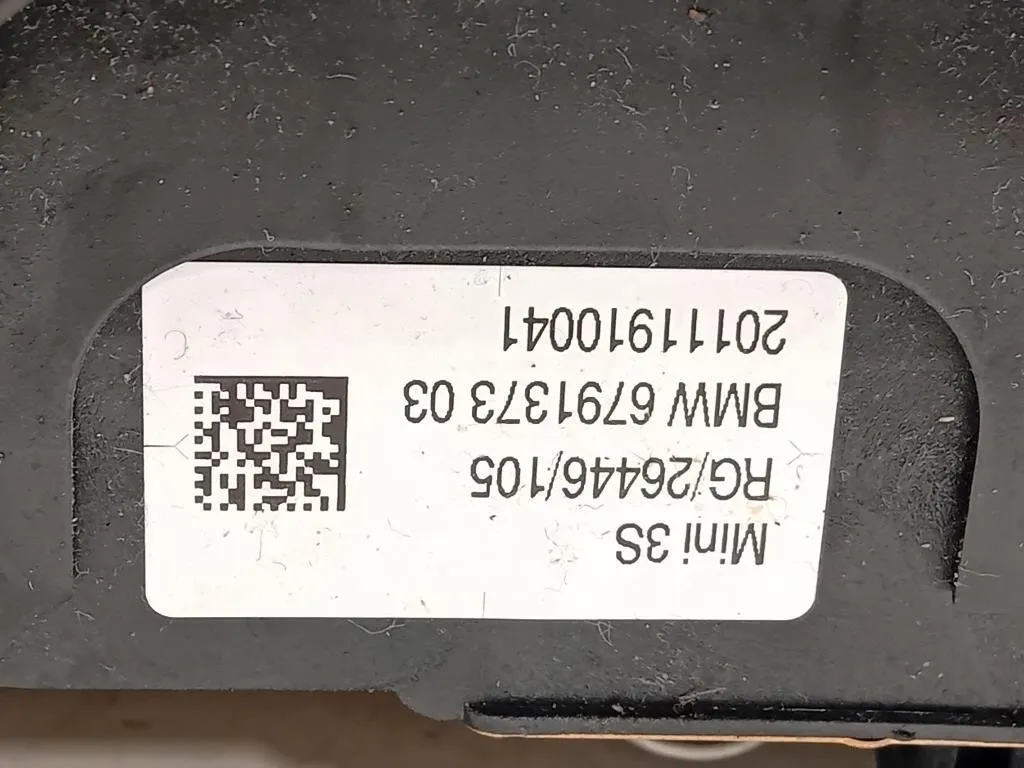 Mini 3S
RG/26446/105
BMW 6791373 03
20111910041